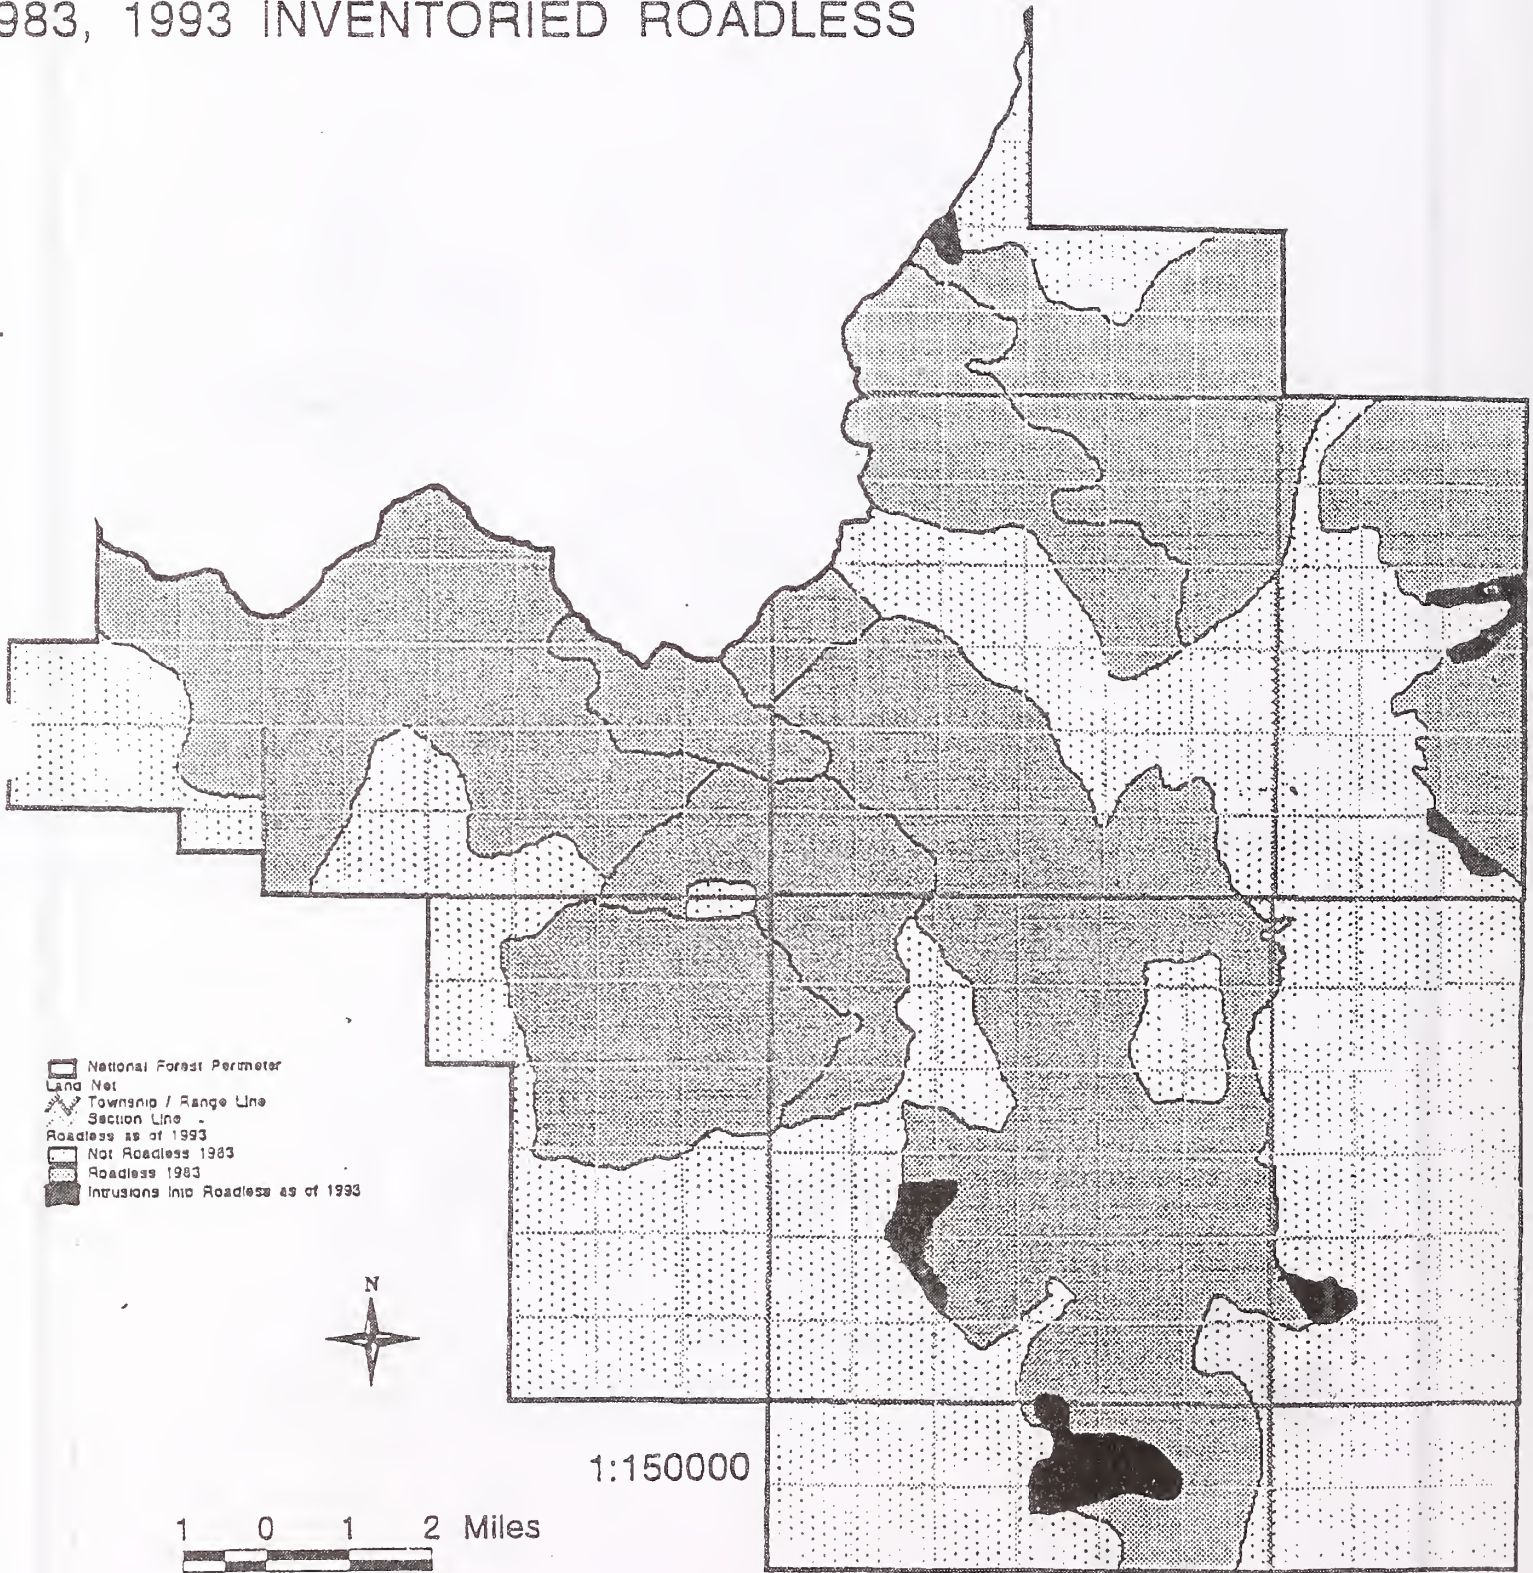 983, 1993 INVENTORIED ROADLESS
National Forest Perimeter
Land Net
Township / Range Line
Section Line
Roadless as of 1993
Not Roadless 1983
Roadless 1983
Intrusions Into Roadless as of 1993
N
1:150000
1 0 1 2 Miles